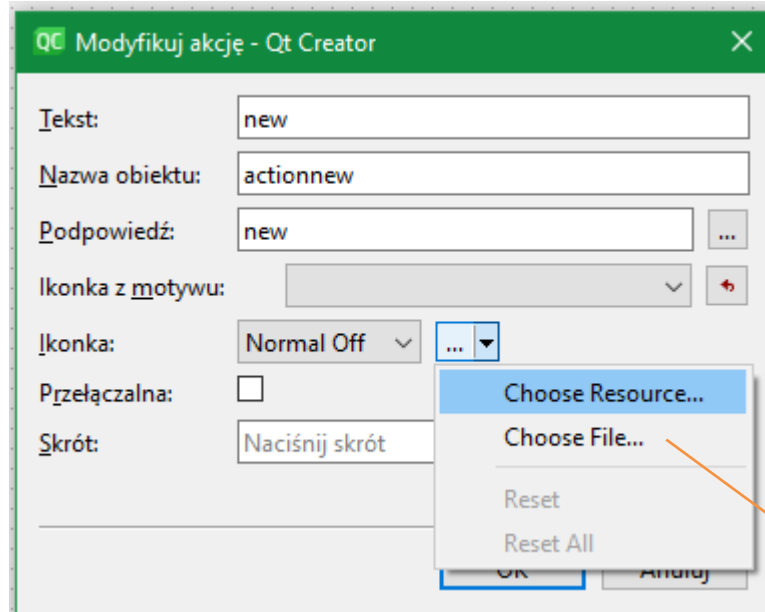 QC Modyfikuj akcję - Qt Creator
Tekst: new
Nazwa obiektu: actionnew
Podpowiedź: new ...
Ikonka z motywu:
Ikonka: Normal Off ...
Przełączalna: Choose Resource...
Skrót: Naciśnij skrót Choose File...
Reset
Reset All
OK Anuluj